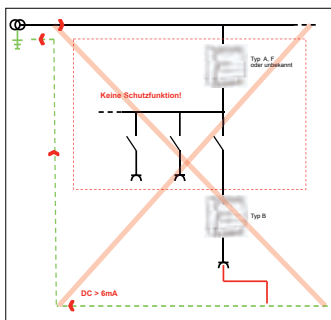 Typ A, F
oder unbekannt
Keine Schutzfunktion!
Typ B
DC > 6mA